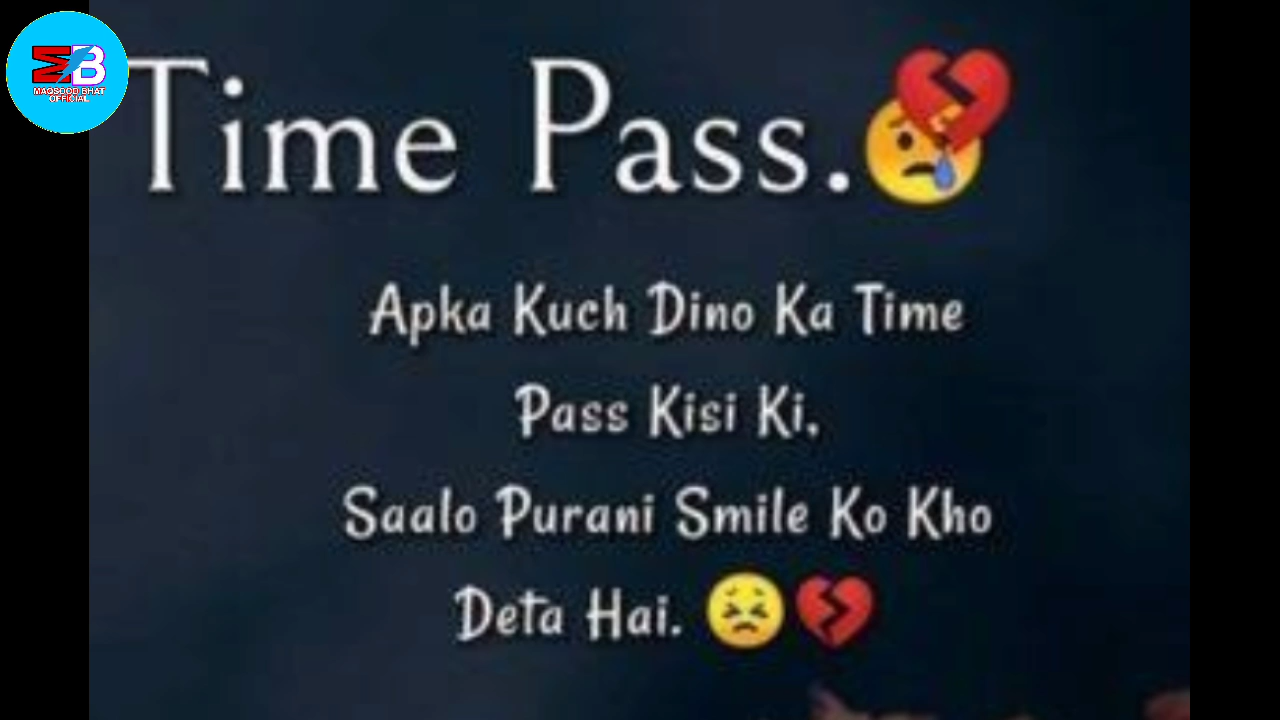 MB
MAQSOOD BHAT
OFFICIAL
Time Pass.💔😢
Apka Kuch Dino Ka Time
Pass Kisi Ki,
Saalo Purani Smile Ko Kho
Deta Hai. 😣💔